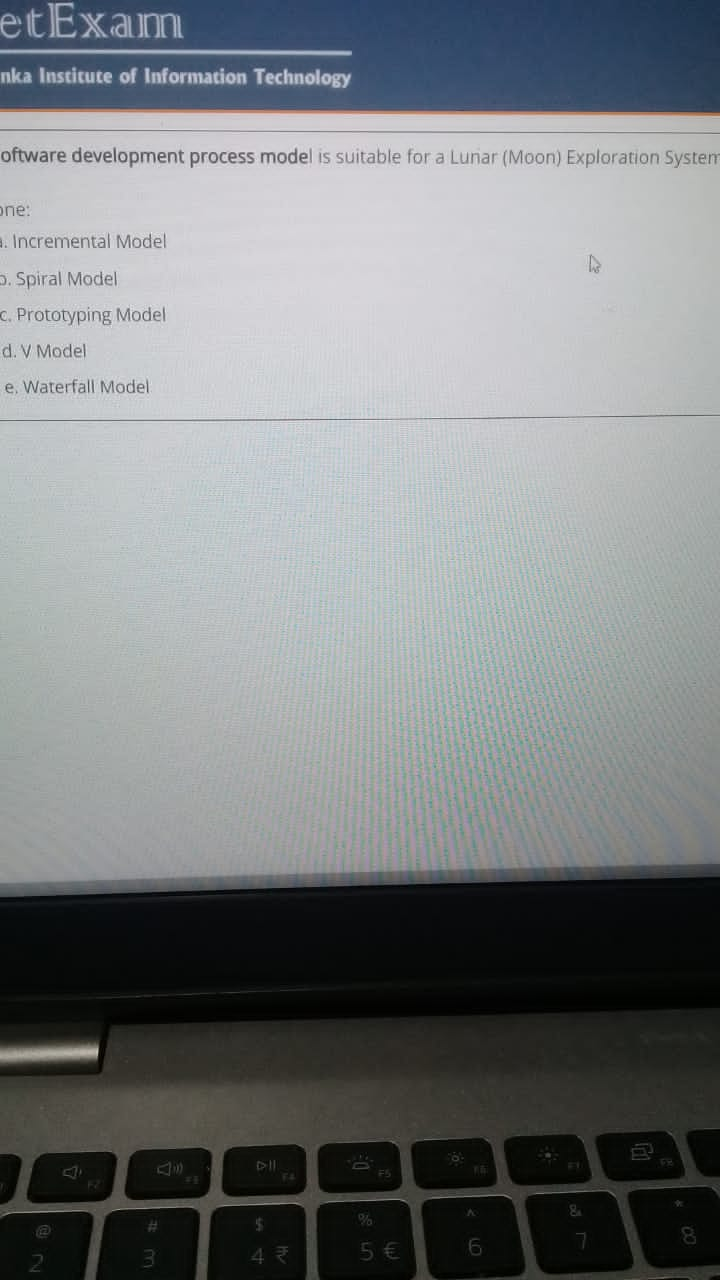 etExam
nka Institute of Information Technology
oftware development process model is suitable for a Lunar (Moon) Exploration System
one:
a. Incremental Model
b. Spiral Model
c. Prototyping Model
d. V Model
e. Waterfall Model
F2 F3 F4 F5 F6 F7 F8
@ # $ % ^ & *
2 3 4 ₹ 5 € 6 7 8